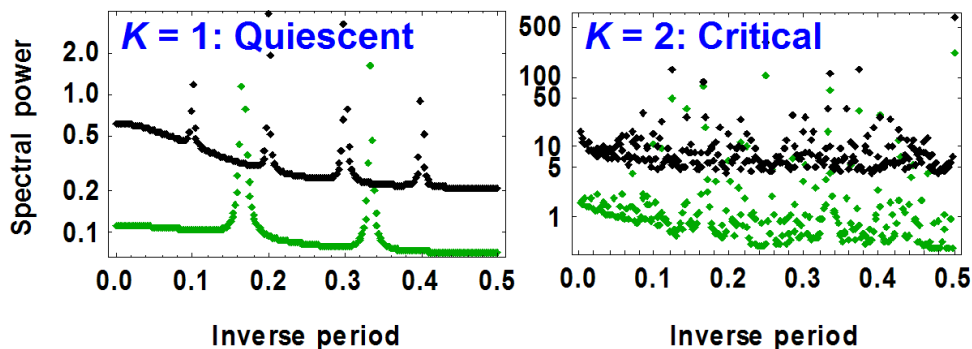 K = 1: Quiescent
Spectral power
2.0
1.0
0.5
0.2
0.1
0.0 0.1 0.2 0.3 0.4 0.5
Inverse period
K = 2: Critical
500
100
50
10
5
1
0.0 0.1 0.2 0.3 0.4 0.5
Inverse period